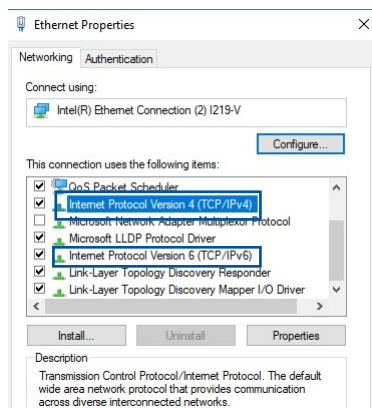 Ethernet Properties
Networking Authentication
Connect using:
Intel(R) Ethernet Connection (2) I219-V
Configure...
This connection uses the following items:
QoS Packet Scheduler
Internet Protocol Version 4 (TCP/IPv4)
Microsoft Network Adapter Multiplexor Protocol
Microsoft LLDP Protocol Driver
Internet Protocol Version 6 (TCP/IPv6)
Link-Layer Topology Discovery Responder
Link-Layer Topology Discovery Mapper I/O Driver
Install... Uninstall Properties
Description
Transmission Control Protocol/Internet Protocol. The default
wide area network protocol that provides communication
across diverse interconnected networks.